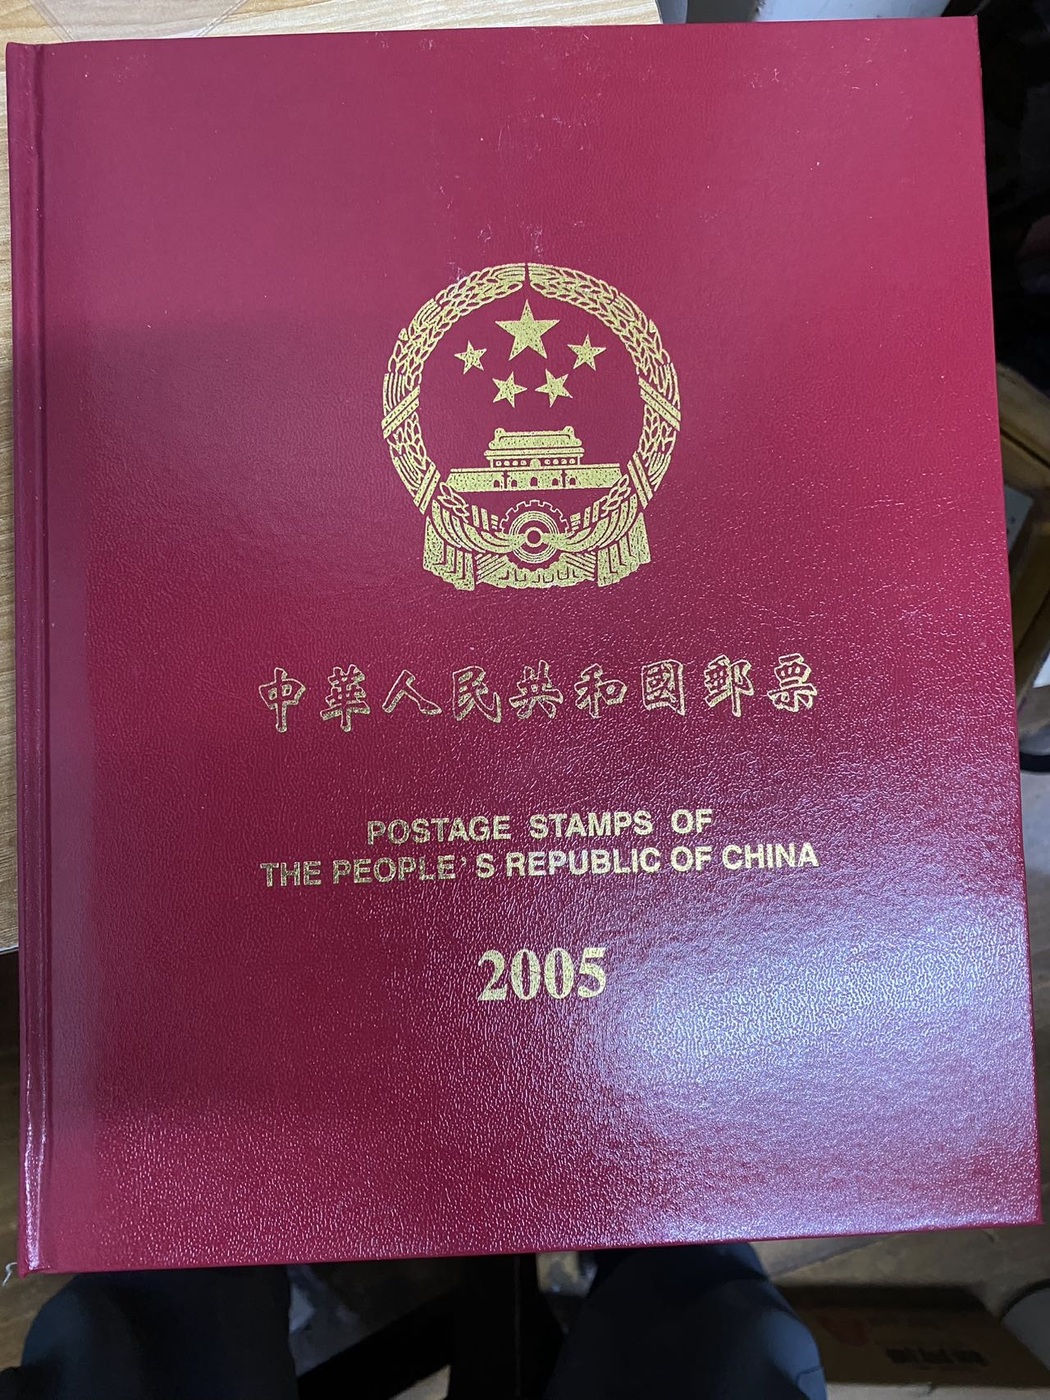 中華人民共和國郵票
POSTAGE STAMPS OF
THE PEOPLE'S REPUBLIC OF CHINA
2005